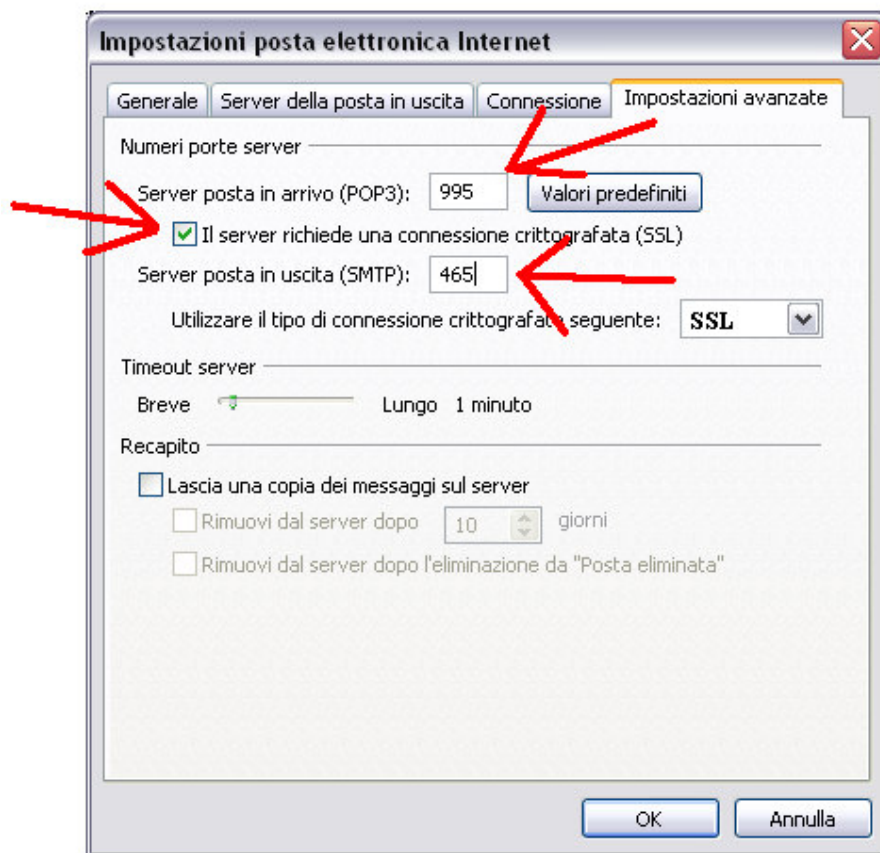 Impostazioni posta elettronica Internet
Generale Server della posta in uscita Connessione Impostazioni avanzate
Numeri porte server
Server posta in arrivo (POP3): 995 Valori predefiniti
Il server richiede una connessione crittografata (SSL)
Server posta in uscita (SMTP): 465
Utilizzare il tipo di connessione crittografata seguente: SSL
Timeout server
Breve Lungo 1 minuto
Recapito
Lascia una copia dei messaggi sul server
Rimuovi dal server dopo 10 giorni
Rimuovi dal server dopo l'eliminazione da "Posta eliminata"
OK Annulla